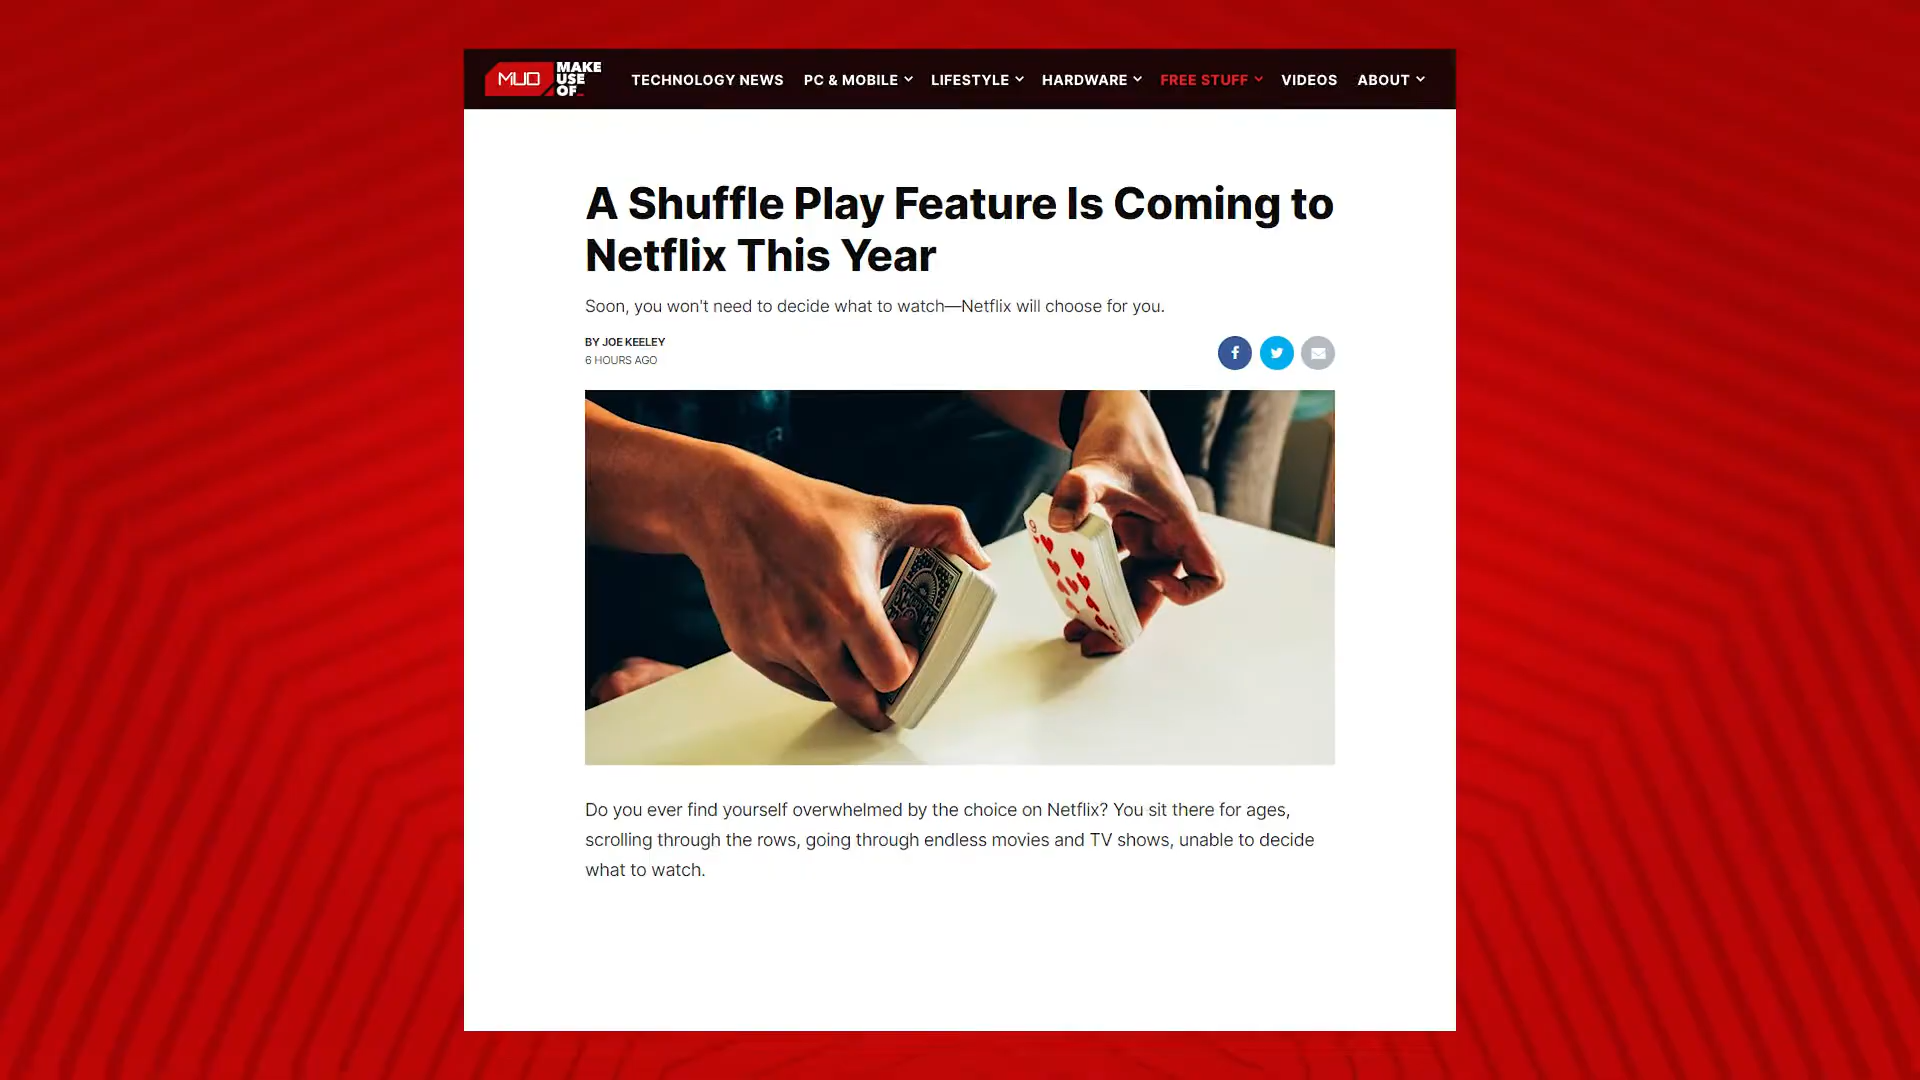 MUO MAKE
USE
OF_
TECHNOLOGY NEWS PC & MOBILE LIFESTYLE HARDWARE FREE STUFF VIDEOS ABOUT
A Shuffle Play Feature Is Coming to
Netflix This Year
Soon, you won't need to decide what to watch—Netflix will choose for you.
BY JOE KEELEY
6 HOURS AGO
9
Do you ever find yourself overwhelmed by the choice on Netflix? You sit there for ages,
scrolling through the rows, going through endless movies and TV shows, unable to decide
what to watch.